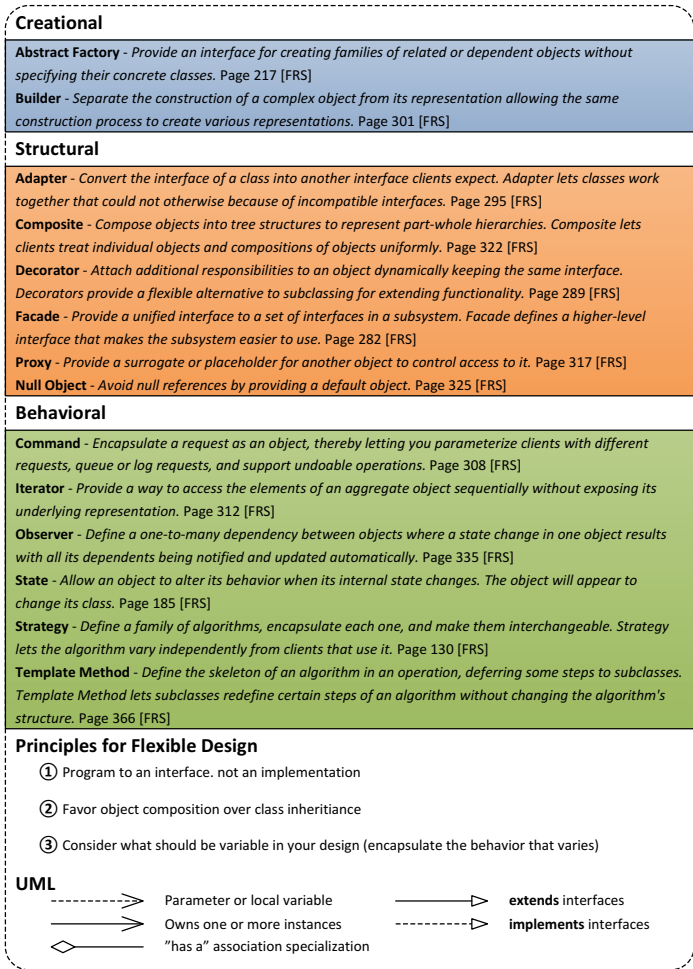 Creational
Abstract Factory - Provide an interface for creating families of related or dependent objects without
specifying their concrete classes. Page 217 [FRS]
Builder - Separate the construction of a complex object from its representation allowing the same
construction process to create various representations. Page 301 [FRS]
Structural
Adapter - Convert the interface of a class into another interface clients expect. Adapter lets classes work
together that could not otherwise because of incompatible interfaces. Page 295 [FRS]
Composite - Compose objects into tree structures to represent part-whole hierarchies. Composite lets
clients treat individual objects and compositions of objects uniformly. Page 322 [FRS]
Decorator - Attach additional responsibilities to an object dynamically keeping the same interface.
Decorators provide a flexible alternative to subclassing for extending functionality. Page 289 [FRS]
Facade - Provide a unified interface to a set of interfaces in a subsystem. Facade defines a higher-level
interface that makes the subsystem easier to use. Page 282 [FRS]
Proxy - Provide a surrogate or placeholder for another object to control access to it. Page 317 [FRS]
Null Object - Avoid null references by providing a default object. Page 325 [FRS]
Behavioral
Command - Encapsulate a request as an object, thereby letting you parameterize clients with different
requests, queue or log requests, and support undoable operations. Page 308 [FRS]
Iterator - Provide a way to access the elements of an aggregate object sequentially without exposing its
underlying representation. Page 312 [FRS]
Observer - Define a one-to-many dependency between objects where a state change in one object results
with all its dependents being notified and updated automatically. Page 335 [FRS]
State - Allow an object to alter its behavior when its internal state changes. The object will appear to
change its class. Page 185 [FRS]
Strategy - Define a family of algorithms, encapsulate each one, and make them interchangeable. Strategy
lets the algorithm vary independently from clients that use it. Page 130 [FRS]
Template Method - Define the skeleton of an algorithm in an operation, deferring some steps to subclasses.
Template Method lets subclasses redefine certain steps of an algorithm without changing the algorithm's
structure. Page 366 [FRS]
Principles for Flexible Design
① Program to an interface. not an implementation
② Favor object composition over class inheritiance
③ Consider what should be variable in your design (encapsulate the behavior that varies)
UML
Parameter or local variable
extends interfaces
Owns one or more instances
implements interfaces
”has a” association specialization